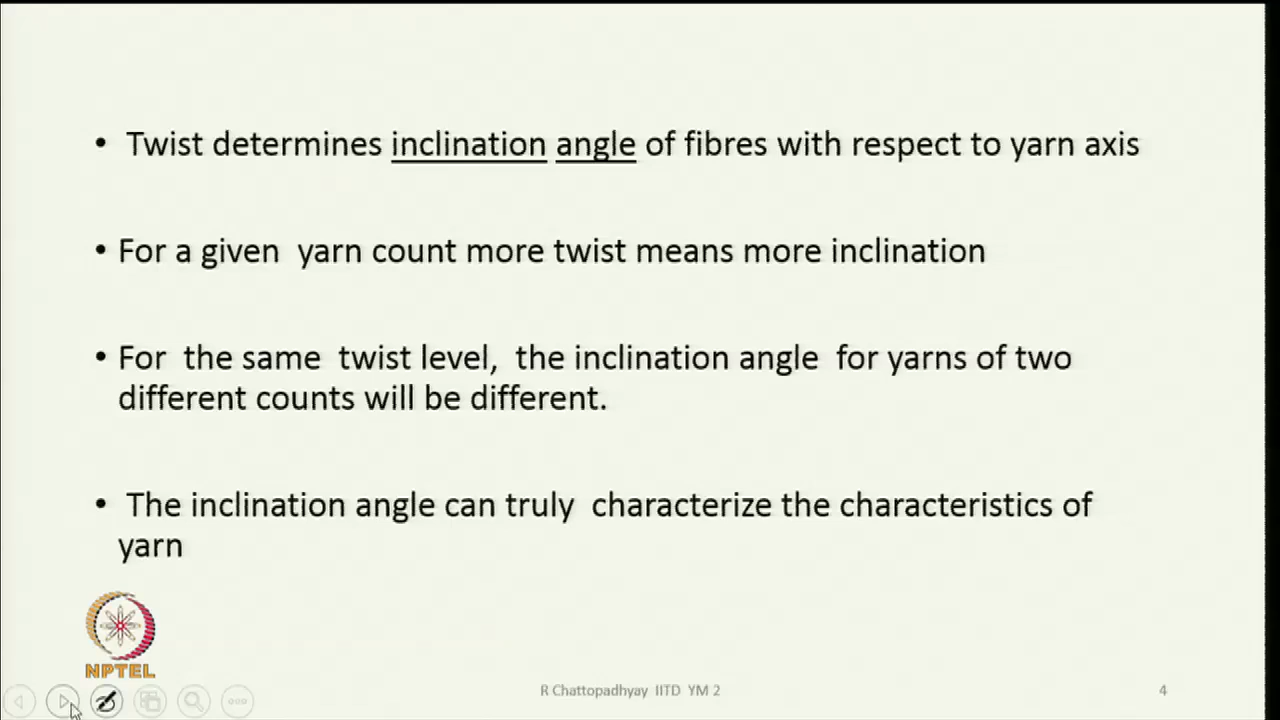 • Twist determines inclination angle of fibres with respect to yarn axis
• For a given yarn count more twist means more inclination
• For the same twist level, the inclination angle for yarns of two
different counts will be different.
• The inclination angle can truly characterize the characteristics of
yarn
NPTEL
R Chattopadhyay IITD YM 2
4